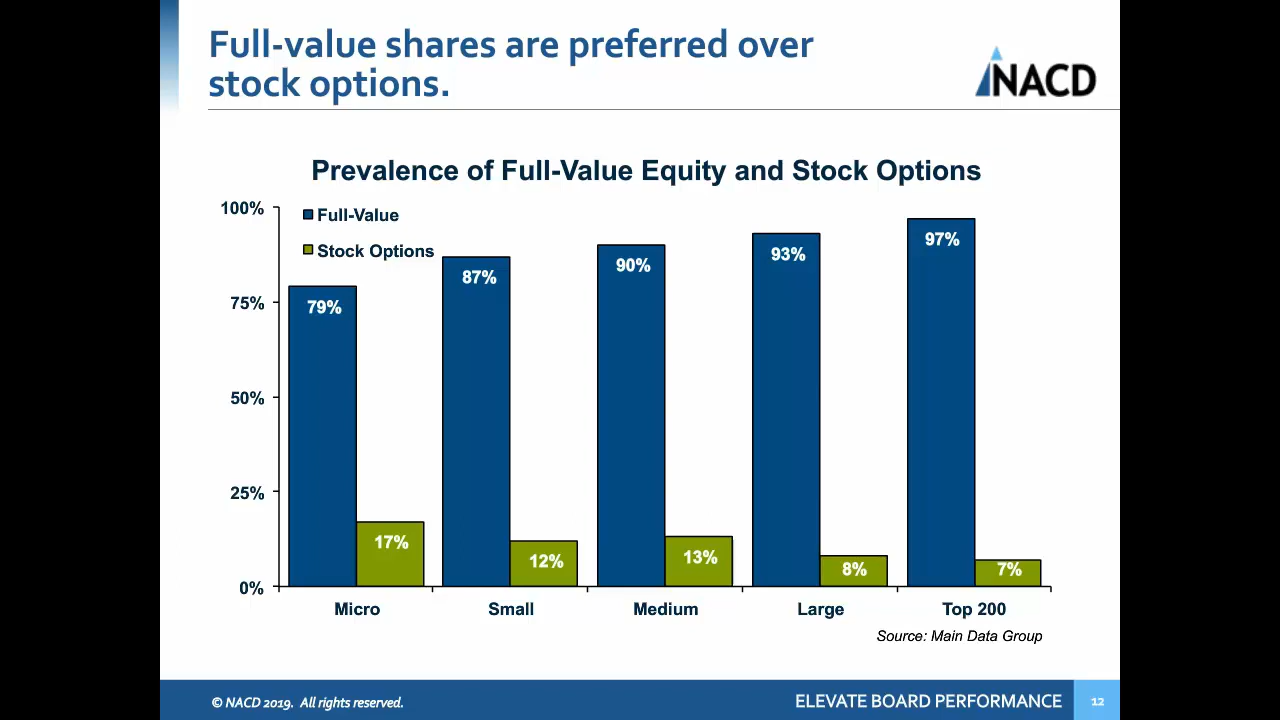 Full-value shares are preferred over
stock options.
NACD
Prevalence of Full-Value Equity and Stock Options
100%
75%
50%
25%
0%
Full-Value
Stock Options
79%
17%
87%
12%
90%
13%
93%
8%
97%
7%
Micro
Small
Medium
Large
Top 200
Source: Main Data Group
© NACD 2019. All rights reserved.
ELEVATE BOARD PERFORMANCE
12